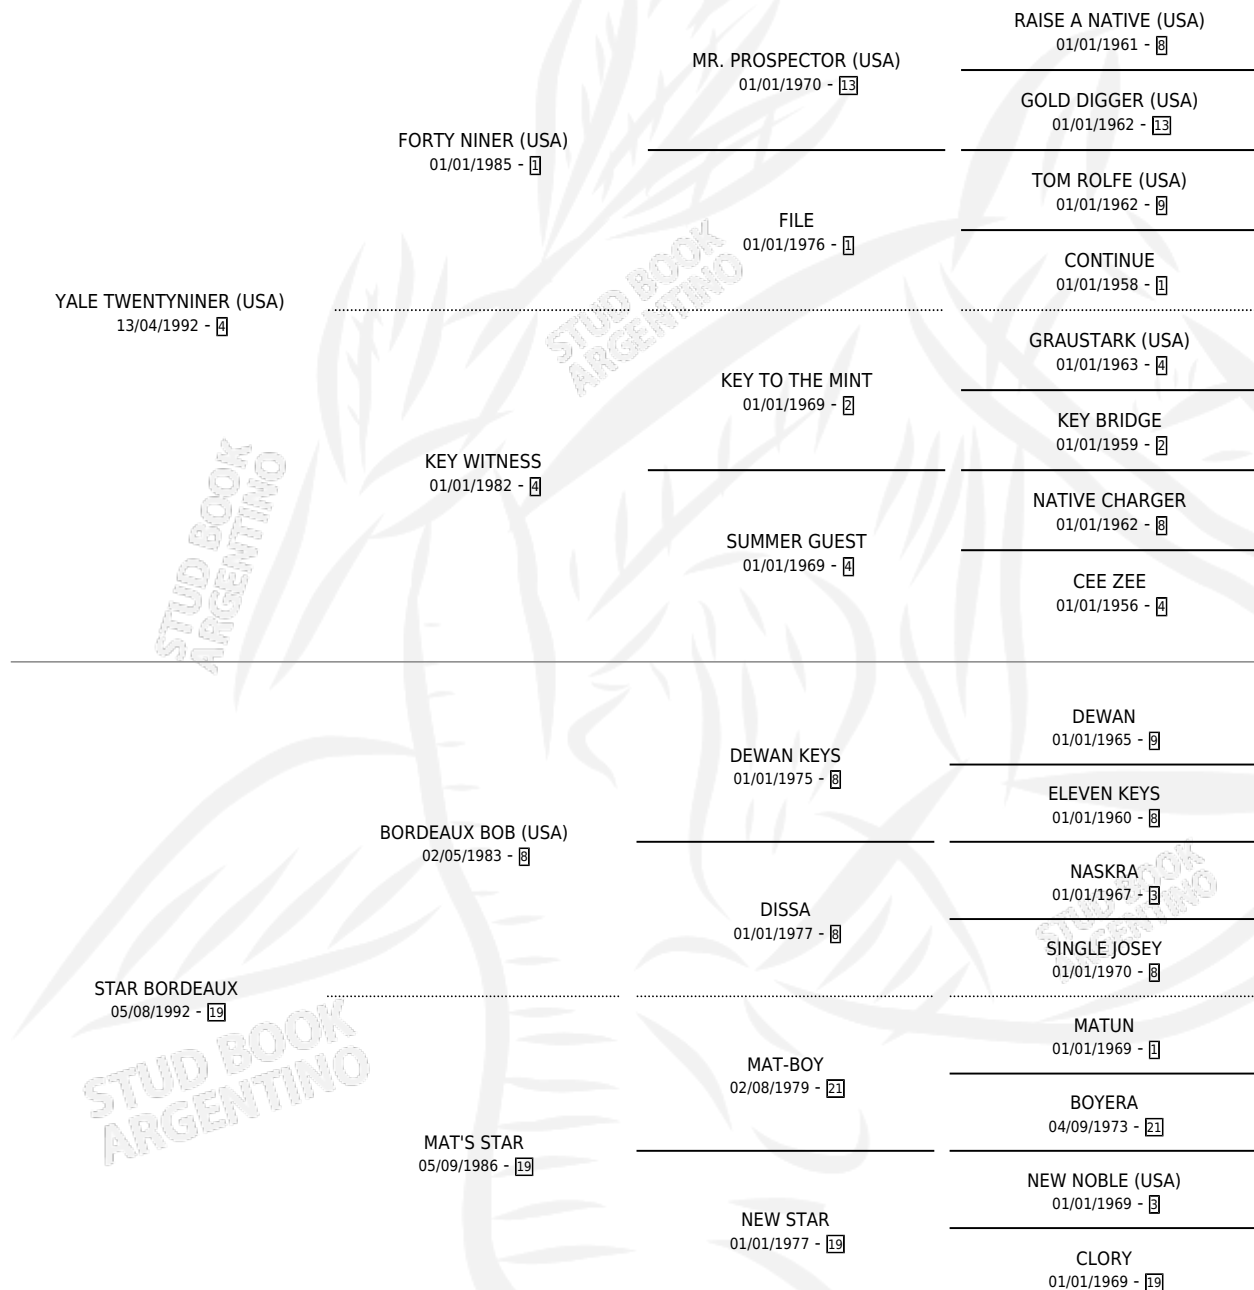 RAISE A NATIVE (USA)
01/01/1961 - 8
MR. PROSPECTOR (USA)
01/01/1970 - 13
GOLD DIGGER (USA)
01/01/1962 - 13
FORTY NINER (USA)
01/01/1985 - 1
TOM ROLFE (USA)
01/01/1962 - 9
FILE
01/01/1976 - 1
CONTINUE
01/01/1958 - 1
YALE TWENTYNINER (USA)
13/04/1992 - 4
GRAUSTARK (USA)
01/01/1963 - 4
KEY TO THE MINT
01/01/1969 - 2
KEY BRIDGE
01/01/1959 - 2
KEY WITNESS
01/01/1982 - 4
NATIVE CHARGER
01/01/1962 - 8
SUMMER GUEST
01/01/1969 - 4
CEE ZEE
01/01/1956 - 4
DEWAN
01/01/1965 - 9
DEWAN KEYS
01/01/1975 - 8
ELEVEN KEYS
01/01/1960 - 8
BORDEAUX BOB (USA)
02/05/1983 - 8
NASKRA
01/01/1967 - 3
DISSA
01/01/1977 - 8
SINGLE JOSEY
01/01/1970 - 8
STAR BORDEAUX
05/08/1992 - 19
MATUN
01/01/1969 - 1
MAT-BOY
02/08/1979 - 21
BOYERA
04/09/1973 - 21
MAT'S STAR
05/09/1986 - 19
NEW NOBLE (USA)
01/01/1969 - 3
NEW STAR
01/01/1977 - 19
CLORY
01/01/1969 - 19
STUD BOOK
ARGENTINO
STUD BOOK
ARGENTINO
STUD BOOK
ARGENTINO
STUD BOOK
ARGENTINO